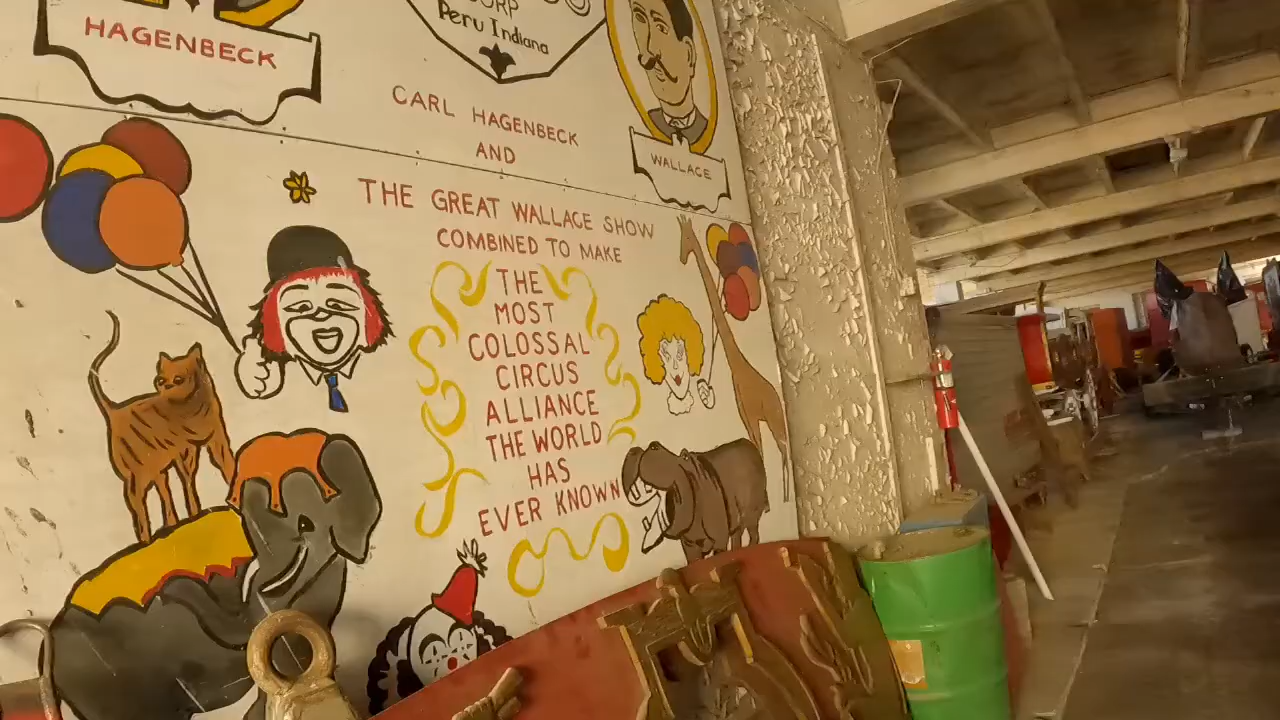 HAGENBECK
CORP
Peru Indiana
WALLACE
CARL HAGENBECK
AND
THE GREAT WALLACE SHOW
COMBINED TO MAKE
THE
MOST
COLOSSAL
CIRCUS
ALLIANCE
THE WORLD
HAS
EVER KNOWN